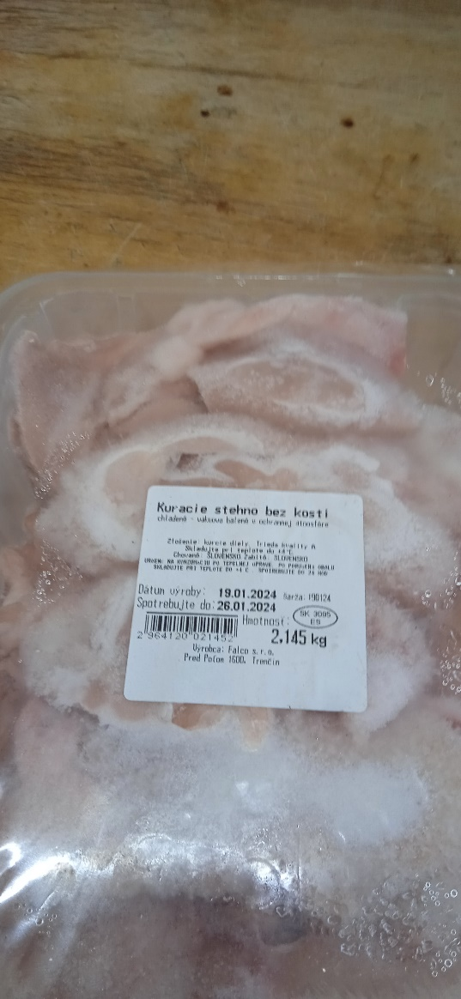 Kuracie stehno bez kosti
chladené - vákuovo balené v ochrannej atmosfére
Zloženie: kuracie diely, Trieda kvality A
Skladujte pri teplote do +4°C
Chované: SLOVENSKO Zabité: SLOVENSKO
URČENÉ NA KONZUMÁCIU PO TEPELNEJ ÚPRAVE. PO PORUŠENÍ OBALU
SKLADUJTE PRI TEPLOTE DO +4 C SPOTREBUJTE DO 24 HOD
Dátum výroby: 19.01.2024 Šarža: 190124
Spotrebujte do: 26.01.2024
Hmotnosť: SK 3095 ES
2 964120 021452
2,145 kg
Výrobca: Falco s.r.o.
Pred Poľom 1600, Trenčín